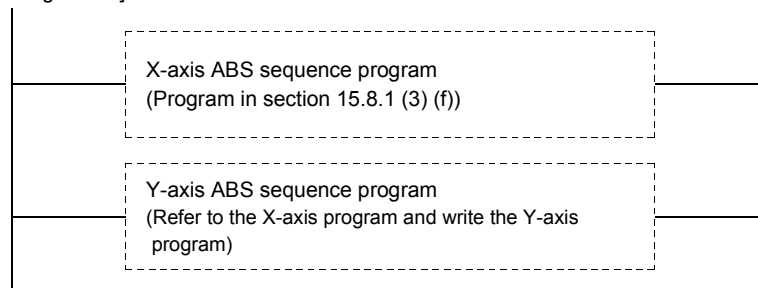 X-axis ABS sequence program
(Program in section 15.8.1 (3) (f))
Y-axis ABS sequence program
(Refer to the X-axis program and write the Y-axis
program)